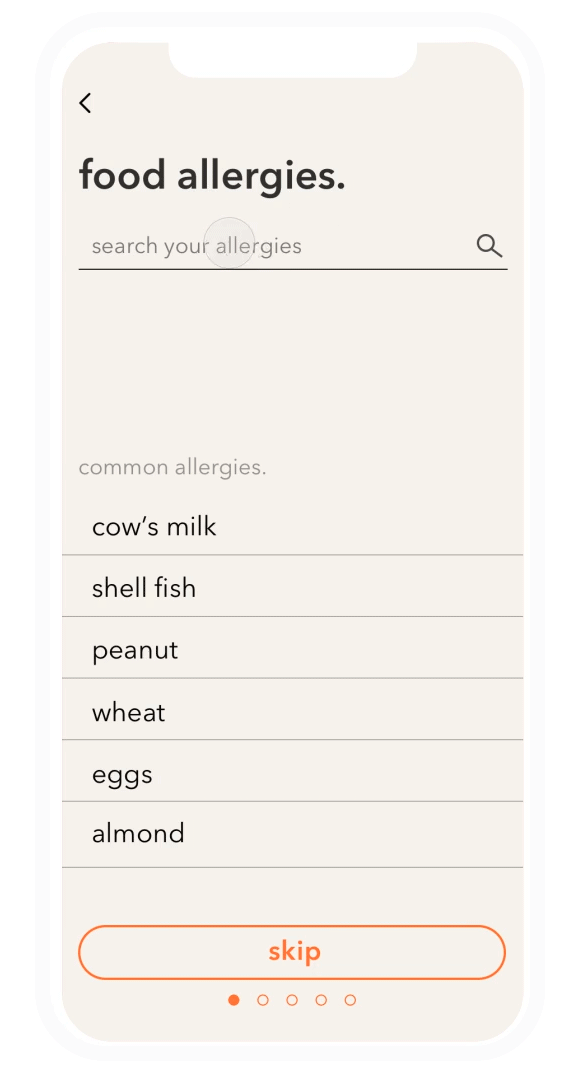 food allergies.
search your allergies
common allergies.
cow’s milk
shell fish
peanut
wheat
eggs
almond
skip